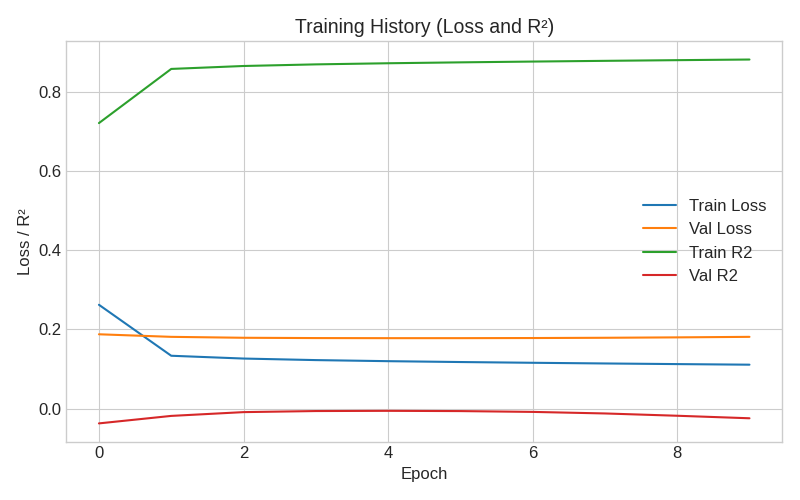 Training History (Loss and R²)
Loss / R²
0.8
0.6
0.4
0.2
0.0
Train Loss
Val Loss
Train R2
Val R2
0 2 4 6 8
Epoch